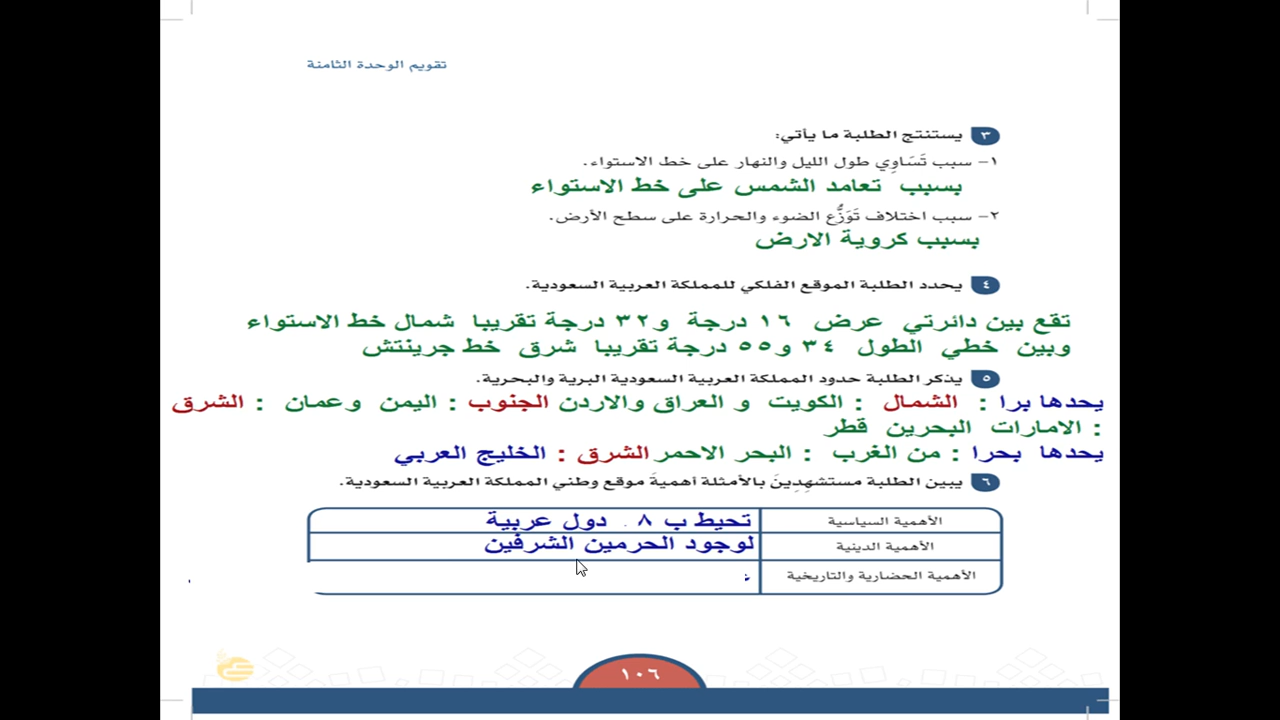 تقويم الوحدة الثامنة
٣ يستنتج الطلبة ما يأتي:
١- سبب تَسَاوِي طول الليل والنهار على خط الاستواء.
بسبب تعامد الشمس على خط الاستواء
٢- سبب اختلاف تَوَزُّع الضوء والحرارة على سطح الأرض.
بسبب كروية الارض
٤ يحدد الطلبة الموقع الفلكي للمملكة العربية السعودية.
تقع بين دائرتي عرض ١٦ درجة و٣٢ درجة تقريبا شمال خط الاستواء
وبين خطي الطول ٣٤ و٥٥ درجة تقريبا شرق خط جرينتش
٥ يذكر الطلبة حدود المملكة العربية السعودية البرية والبحرية.
يحدها برا : الشمال : الكويت و العراق والاردن الجنوب : اليمن وعمان : الشرق
: الامارات البحرين قطر
يحدها بحرا : من الغرب : البحر الاحمر الشرق : الخليج العربي
٦ يبين الطلبة مستشهِدِينَ بالأمثلة أهميةَ موقع وطني المملكة العربية السعودية.
الأهمية السياسية تحيط ب ٨ . دول عربية
الأهمية الدينية لوجود الحرمين الشرفين
الأهمية الحضارية والتاريخية
١٠٦